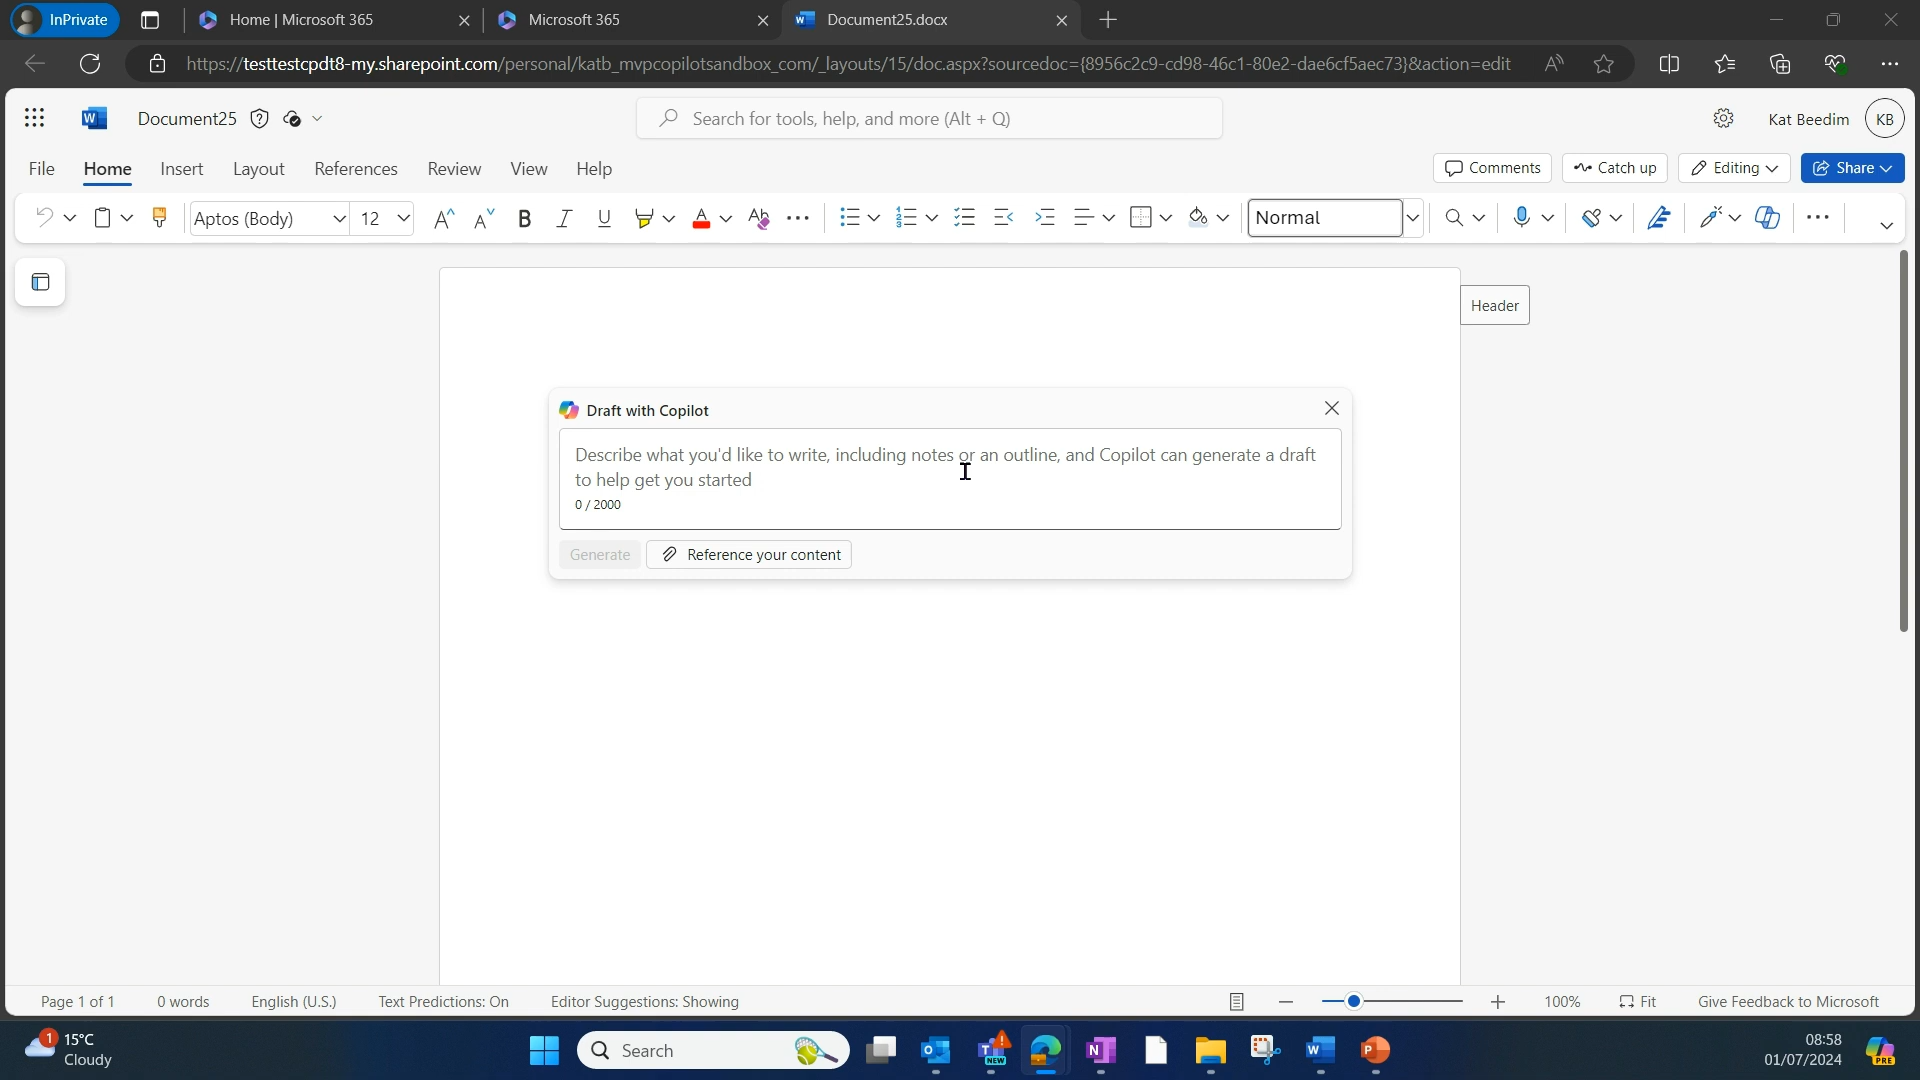 InPrivate
Home | Microsoft 365
Microsoft 365
Document25.docx
https://testtestcpdt8-my.sharepoint.com/personal/katb_mvpcopilotsandbox_com/_layouts/15/doc.aspx?sourcedoc={8956c2c9-cd98-46c1-80e2-dae6cf5aec73}&action=edit
Document25
Search for tools, help, and more (Alt + Q)
Kat Beedim
KB
File
Home
Insert
Layout
References
Review
View
Help
Comments
Catch up
Editing
Share
Aptos (Body)
12
Normal
Header
Draft with Copilot
Describe what you'd like to write, including notes or an outline, and Copilot can generate a draft
to help get you started
0 / 2000
Generate
Reference your content
Page 1 of 1
0 words
English (U.S.)
Text Predictions: On
Editor Suggestions: Showing
100%
Fit
Give Feedback to Microsoft
1
15°C
Cloudy
Search
NEW
08:58
01/07/2024
PRE